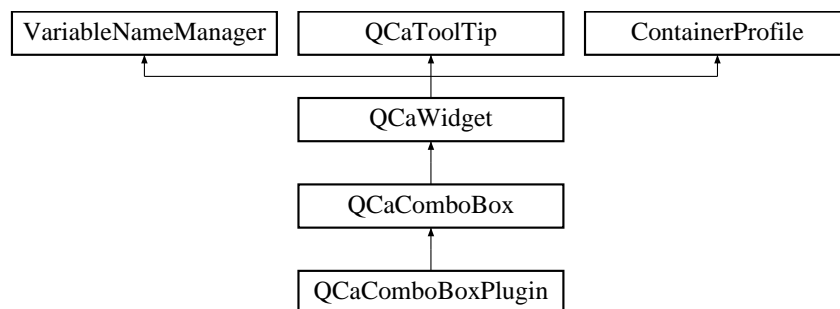 VariableNameManager
QCaToolTip
ContainerProfile
QCaWidget
QCaComboBox
QCaComboBoxPlugin